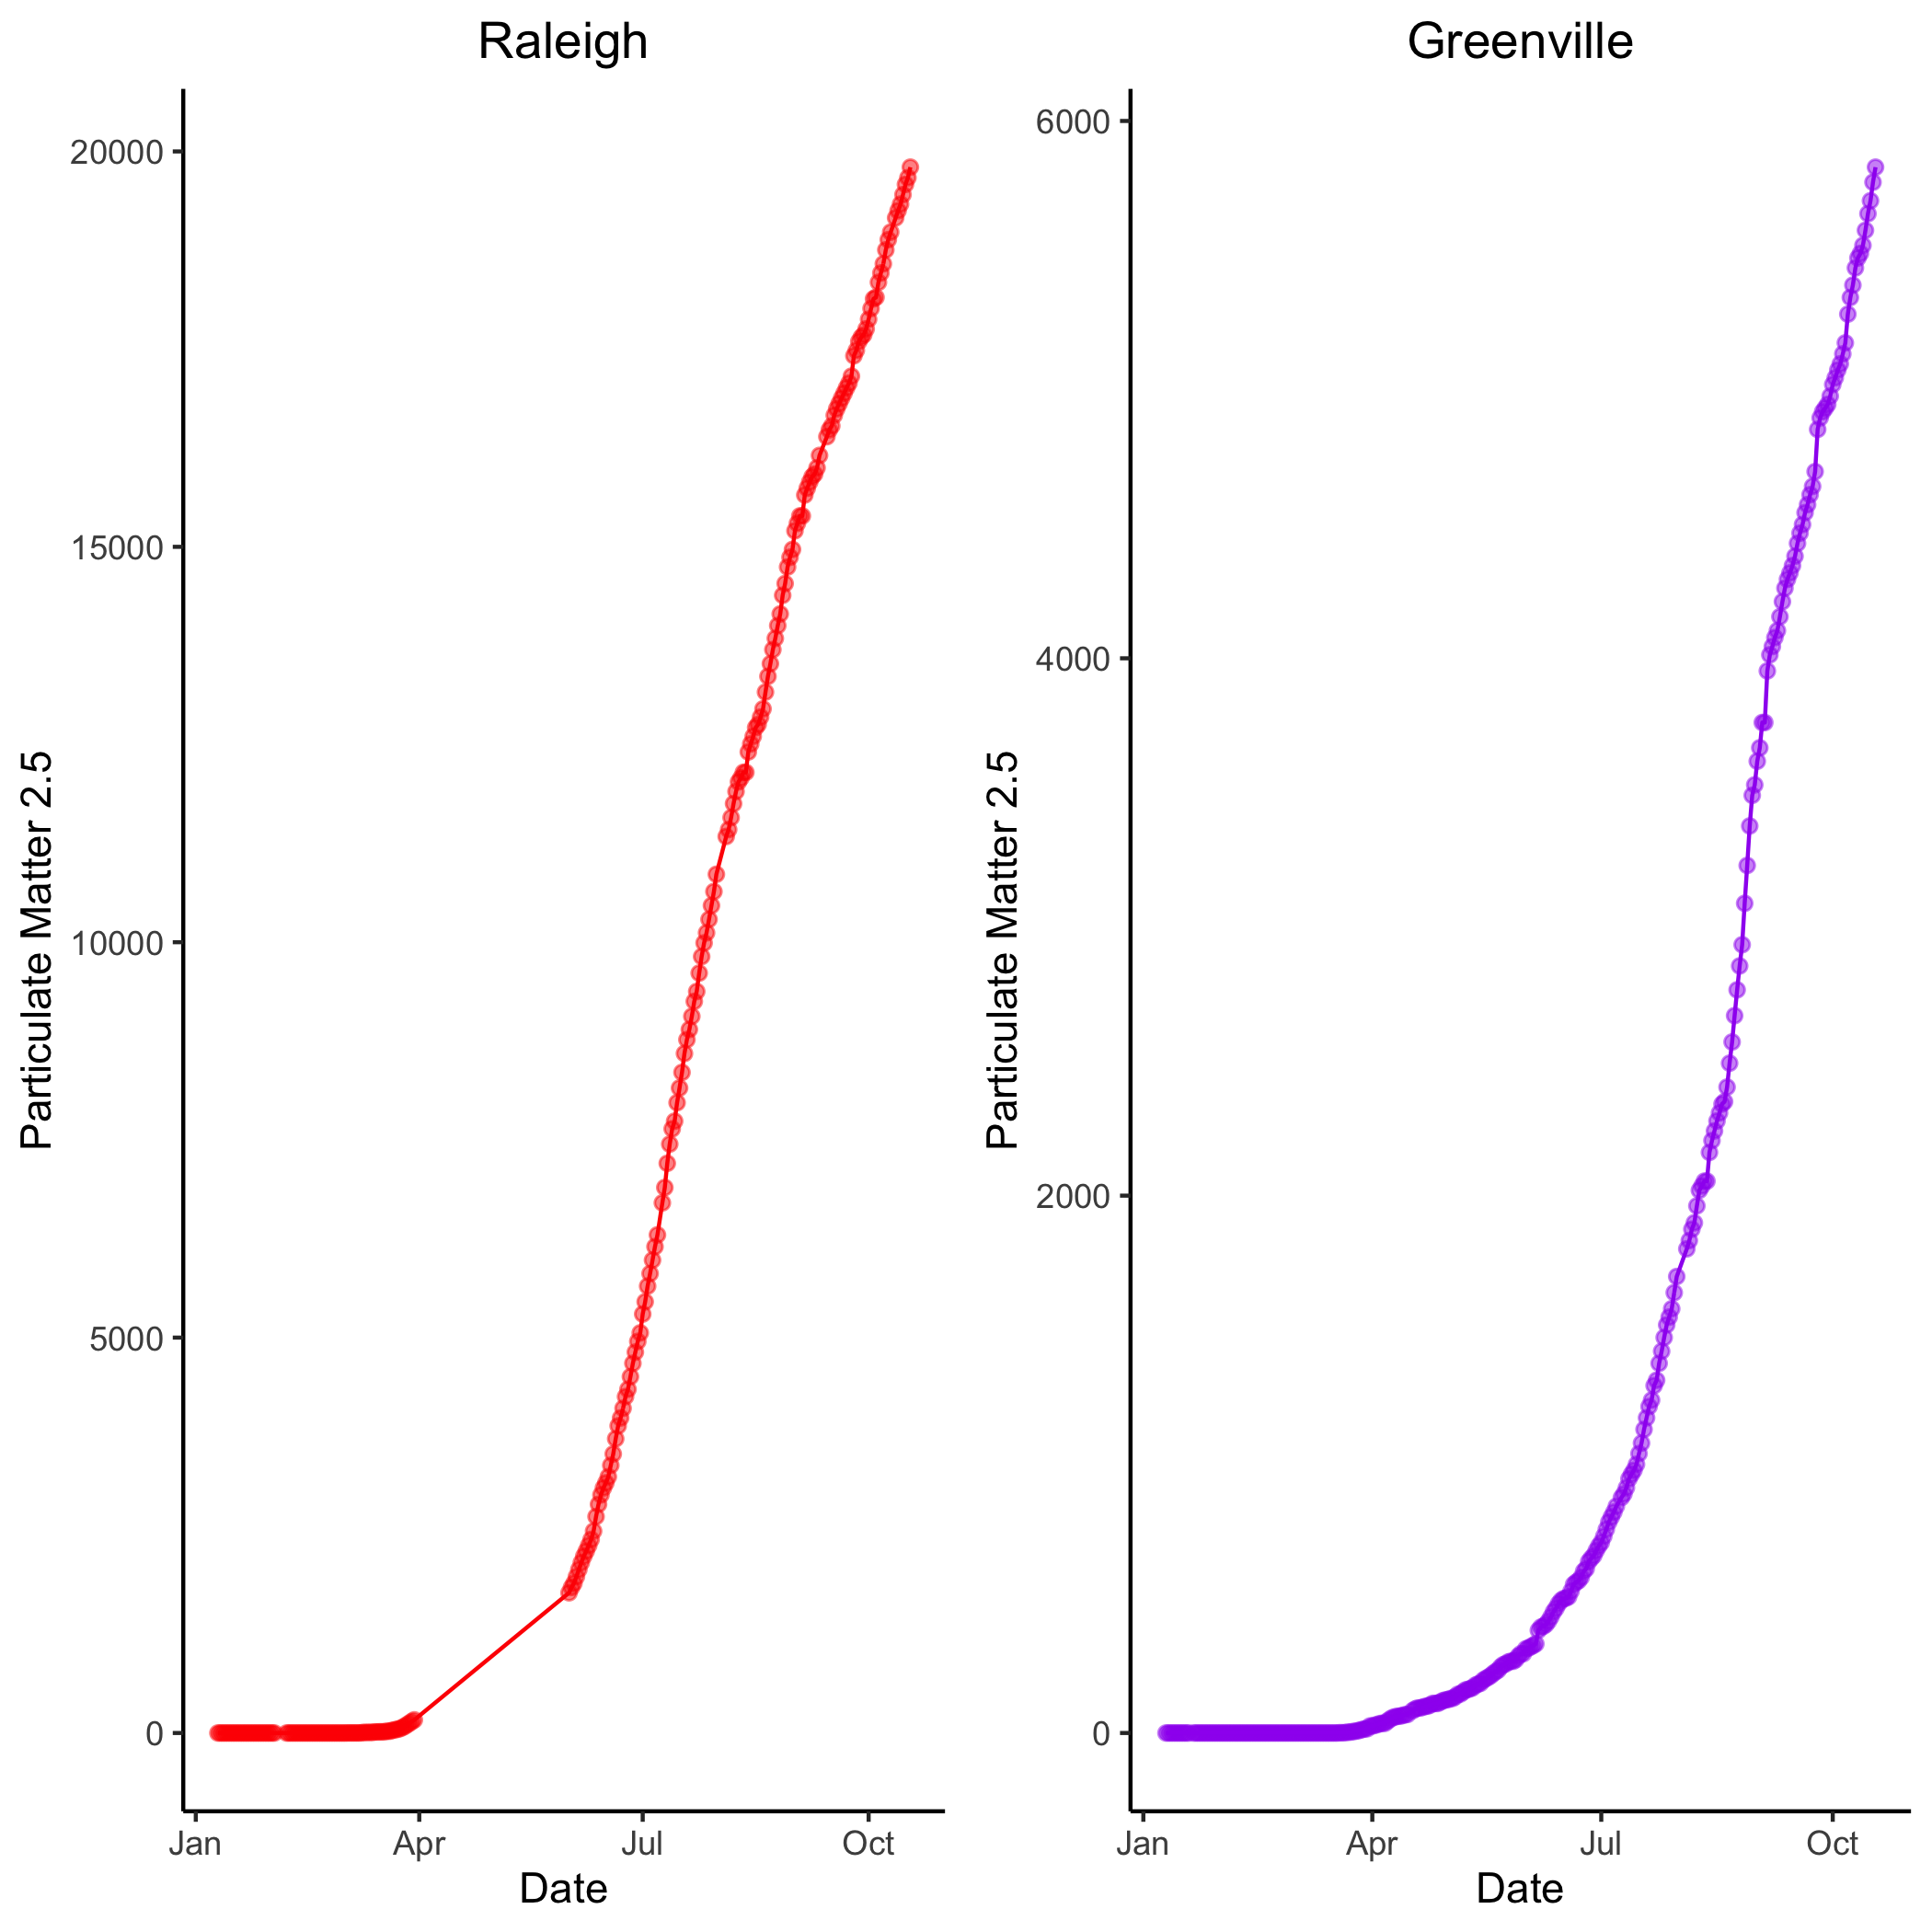 Raleigh
Particulate Matter 2.5
20000
15000
10000
5000
0
Jan Apr Jul Oct
Date
Greenville
Particulate Matter 2.5
6000
4000
2000
0
Jan Apr Jul Oct
Date